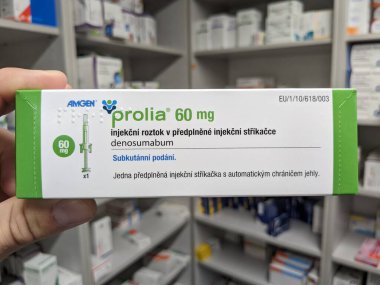 AMGEN®
prolia® 60 mg
EU/1/10/618/003
injekční roztok v předplněné injekční stříkačce
denosumabum
60
mg
x1
Subkutánní podání.
Jedna předplněná injekční stříkačka s automatickým chráničem jehly.